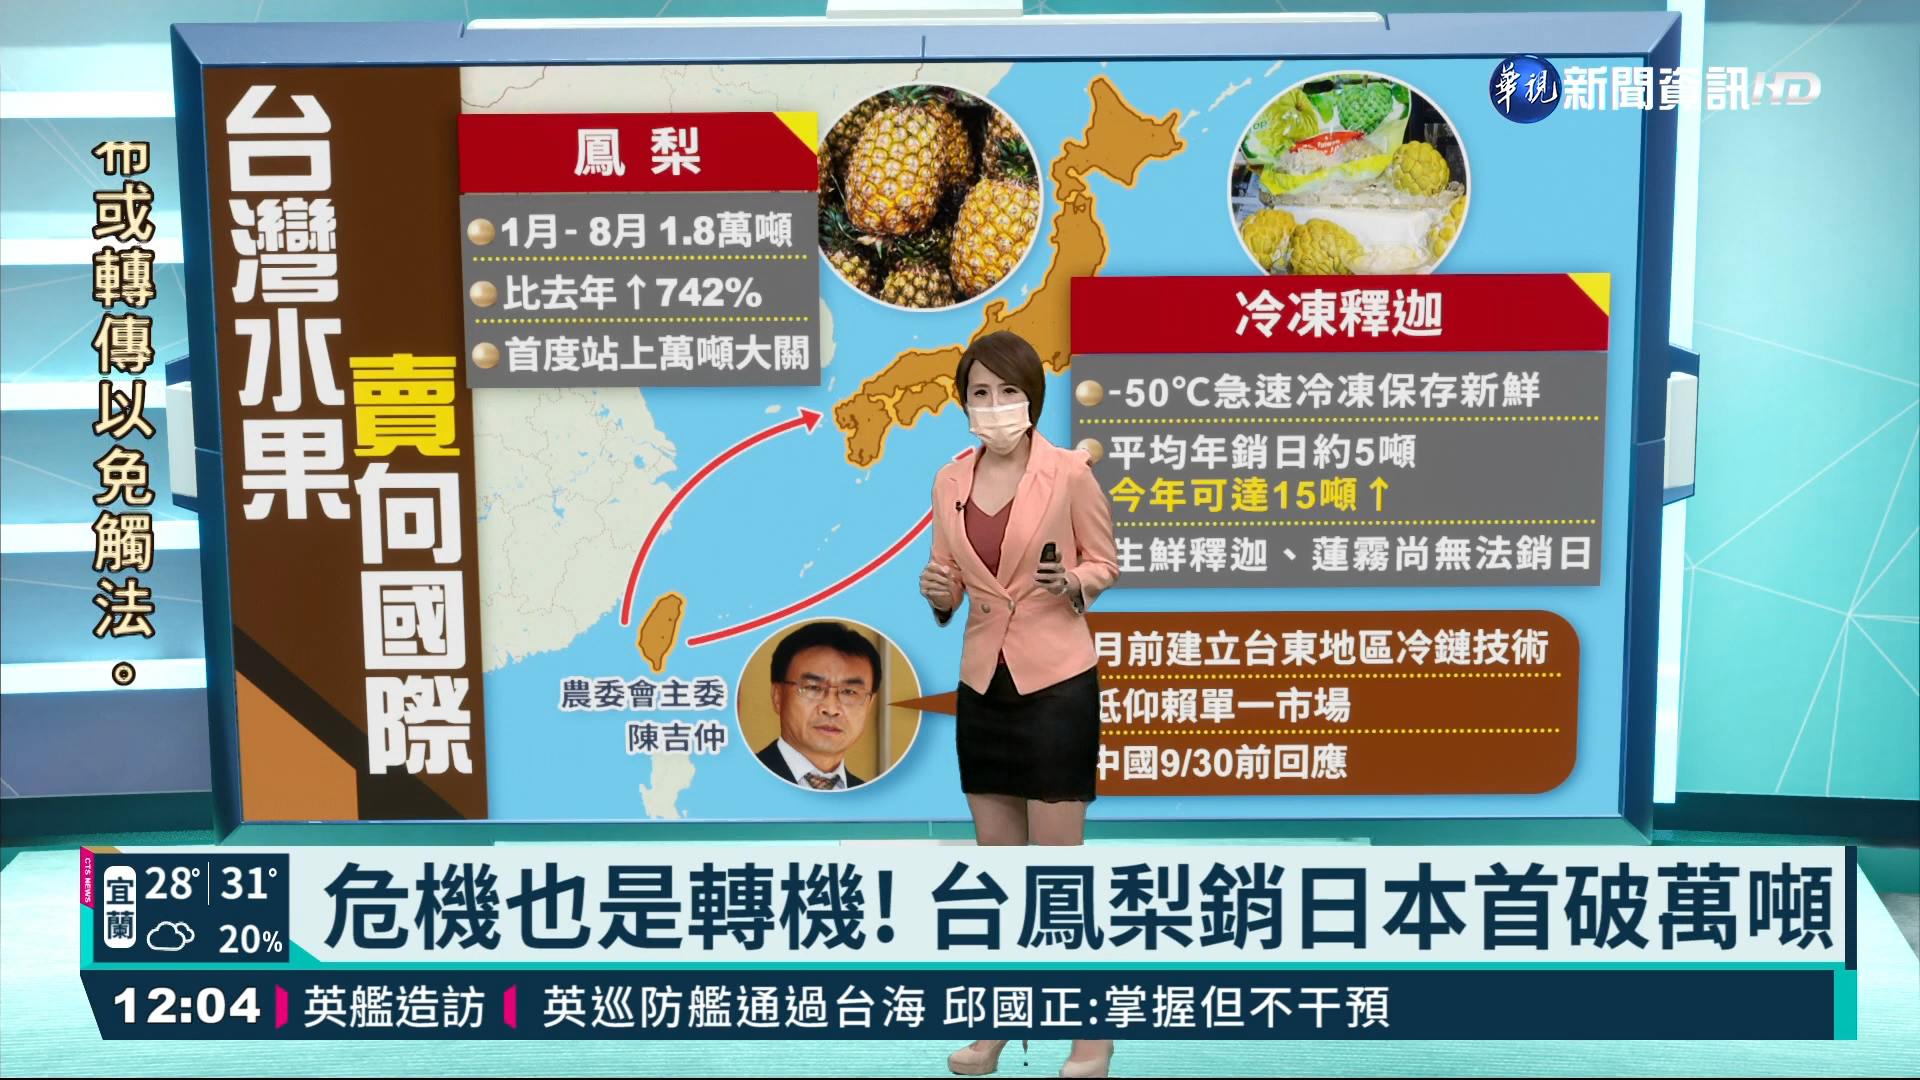 華視新聞資訊HD
布或轉傳以免觸法。
台灣水果
賣向國際
鳳梨
1月-8月 1.8萬噸
比去年↑742%
首度站上萬噸大關
冷凍釋迦
-50℃急速冷凍保存新鮮
平均年銷日約5噸
今年可達15噸↑
生鮮釋迦、蓮霧尚無法銷日
農委會主委
陳吉仲
月前建立台東地區冷鏈技術
仰賴單一市場
中國9/30前回應
CTS NEWS
宜蘭
28° 31°
20%
危機也是轉機! 台鳳梨銷日本首破萬噸
12:04 英艦造訪 英巡防艦通過台海 邱國正:掌握但不干預